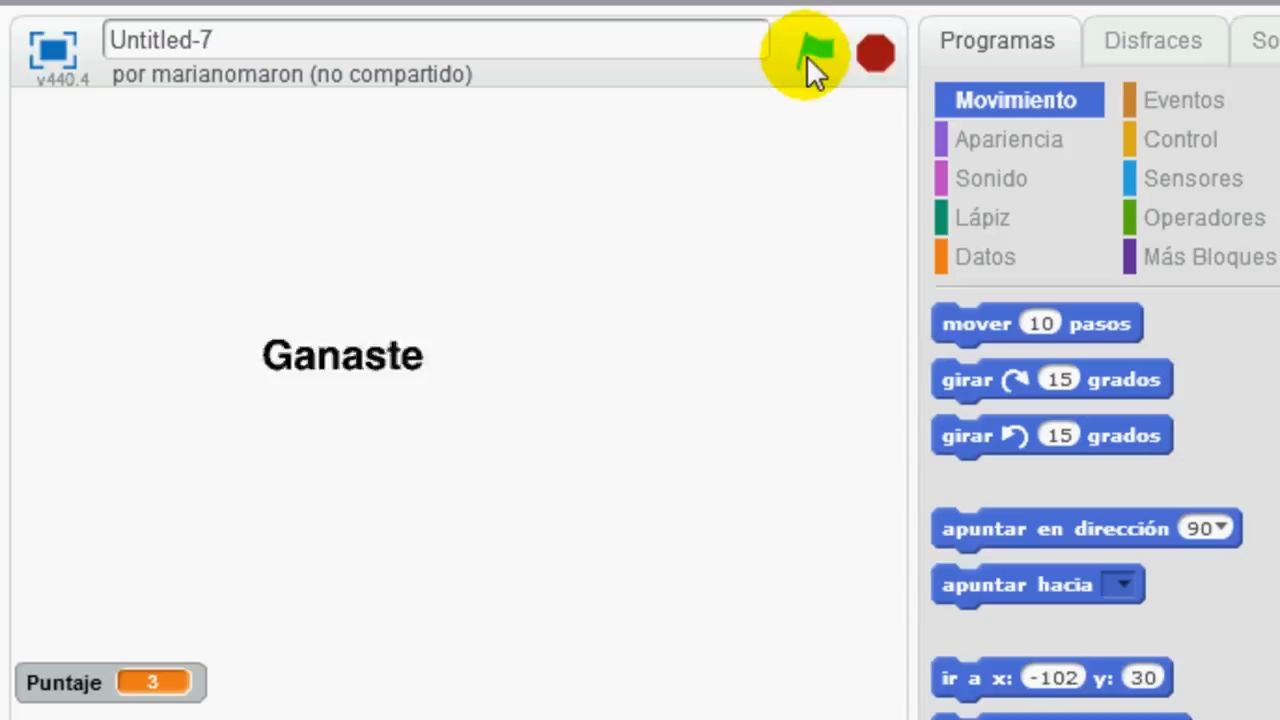 Untitled-7
v440.4
por marianomaron (no compartido)
Programas
Disfraces
So
Movimiento
Eventos
Apariencia
Control
Sonido
Sensores
Lápiz
Operadores
Datos
Más Bloques
mover 10 pasos
girar 15 grados
girar 15 grados
apuntar en dirección 90
apuntar hacia
ir a x: -102 y: 30
Ganaste
Puntaje 3